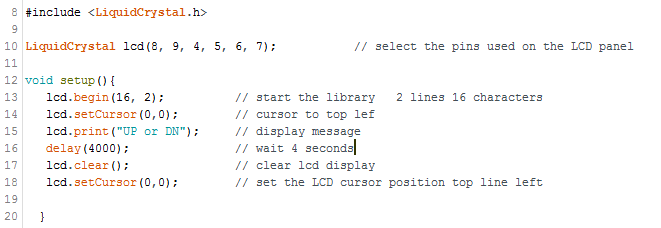 8 #include <LiquidCrystal.h>
9
10 LiquidCrystal lcd(8, 9, 4, 5, 6, 7); // select the pins used on the LCD panel
11
12 void setup(){
13 lcd.begin(16, 2); // start the library 2 lines 16 characters
14 lcd.setCursor(0,0); // cursor to top lef
15 lcd.print("UP or DN"); // display message
16 delay(4000); // wait 4 seconds
17 lcd.clear(); // clear lcd display
18 lcd.setCursor(0,0); // set the LCD cursor position top line left
19
20 }